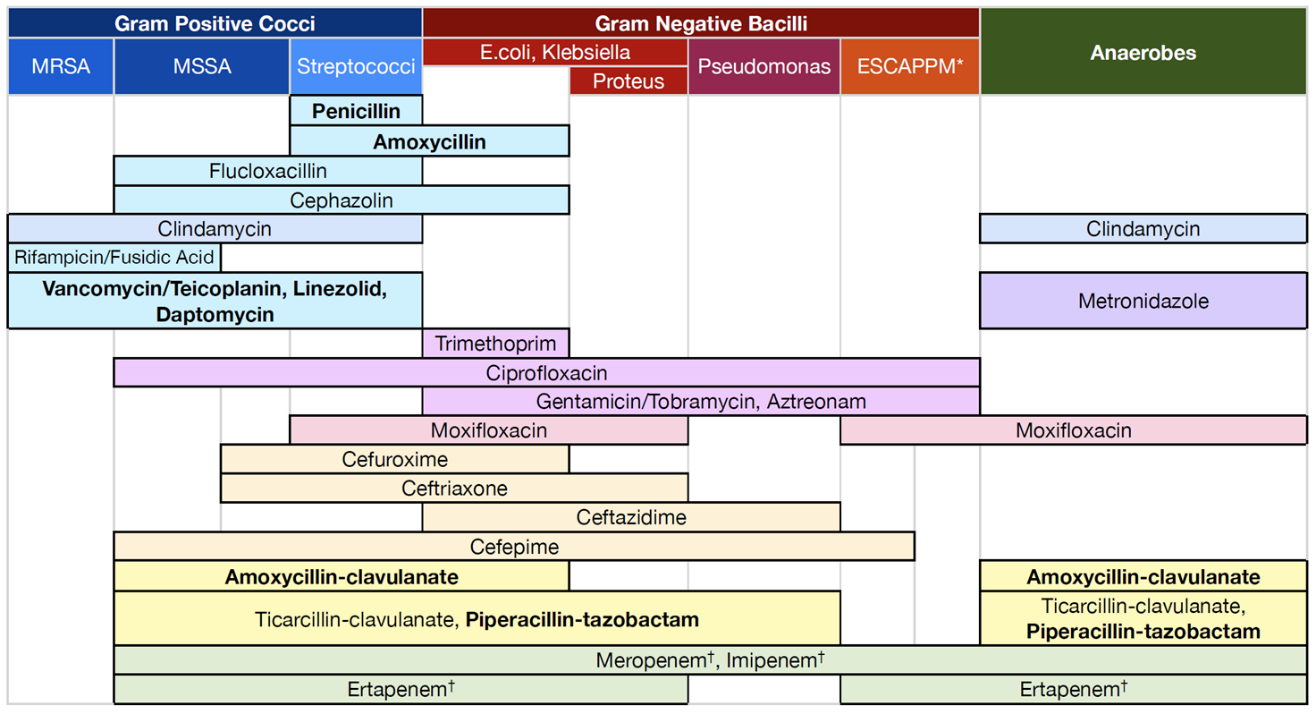 Gram Positive Cocci
Gram Negative Bacilli
Anaerobes
MRSA
MSSA
Streptococci
E.coli, Klebsiella
Proteus
Pseudomonas
ESCAPPM*
Penicillin
Amoxycillin
Flucloxacillin
Cephazolin
Clindamycin
Clindamycin
Rifampicin/Fusidic Acid
Vancomycin/Teicoplanin, Linezolid,
Daptomycin
Metronidazole
Trimethoprim
Ciprofloxacin
Gentamicin/Tobramycin, Aztreonam
Moxifloxacin
Moxifloxacin
Cefuroxime
Ceftriaxone
Ceftazidime
Cefepime
Amoxycillin-clavulanate
Amoxycillin-clavulanate
Ticarcillin-clavulanate, Piperacillin-tazobactam
Ticarcillin-clavulanate,
Piperacillin-tazobactam
Meropenem†, Imipenem†
Ertapenem†
Ertapenem†